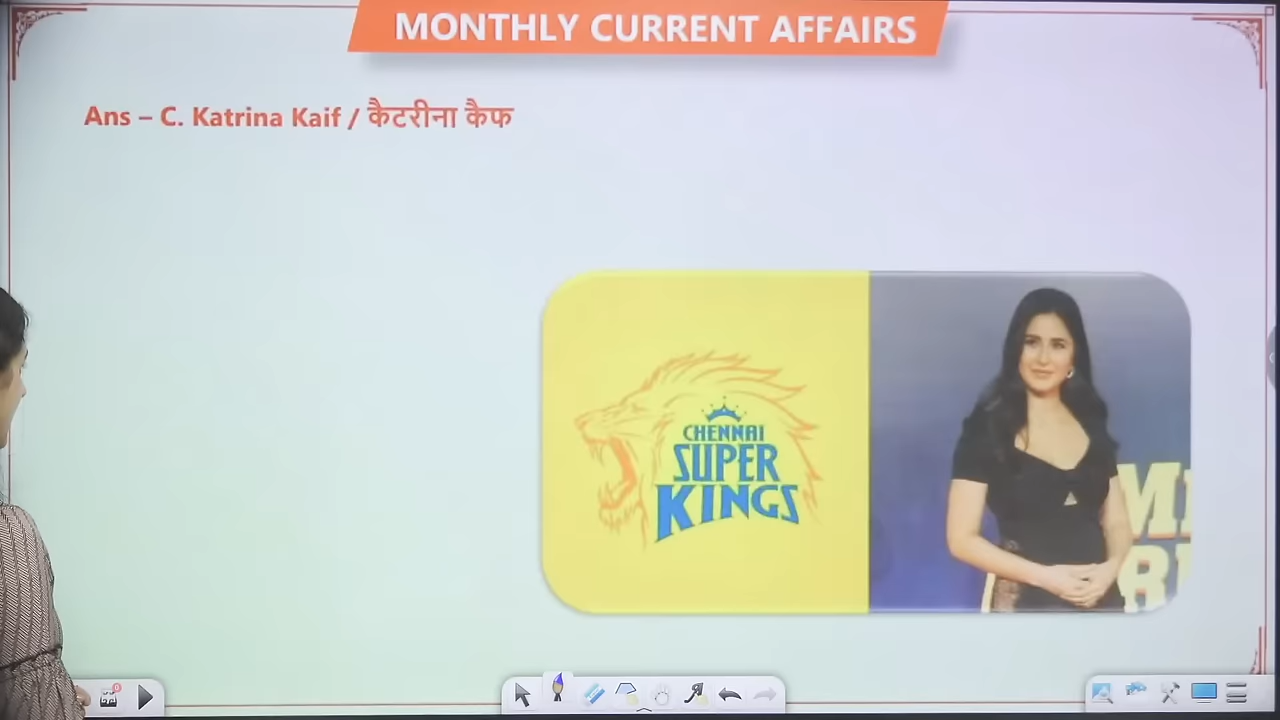 MONTHLY CURRENT AFFAIRS
Ans – C. Katrina Kaif / कैटरीना कैफ
CHENNAI
SUPER
KINGS